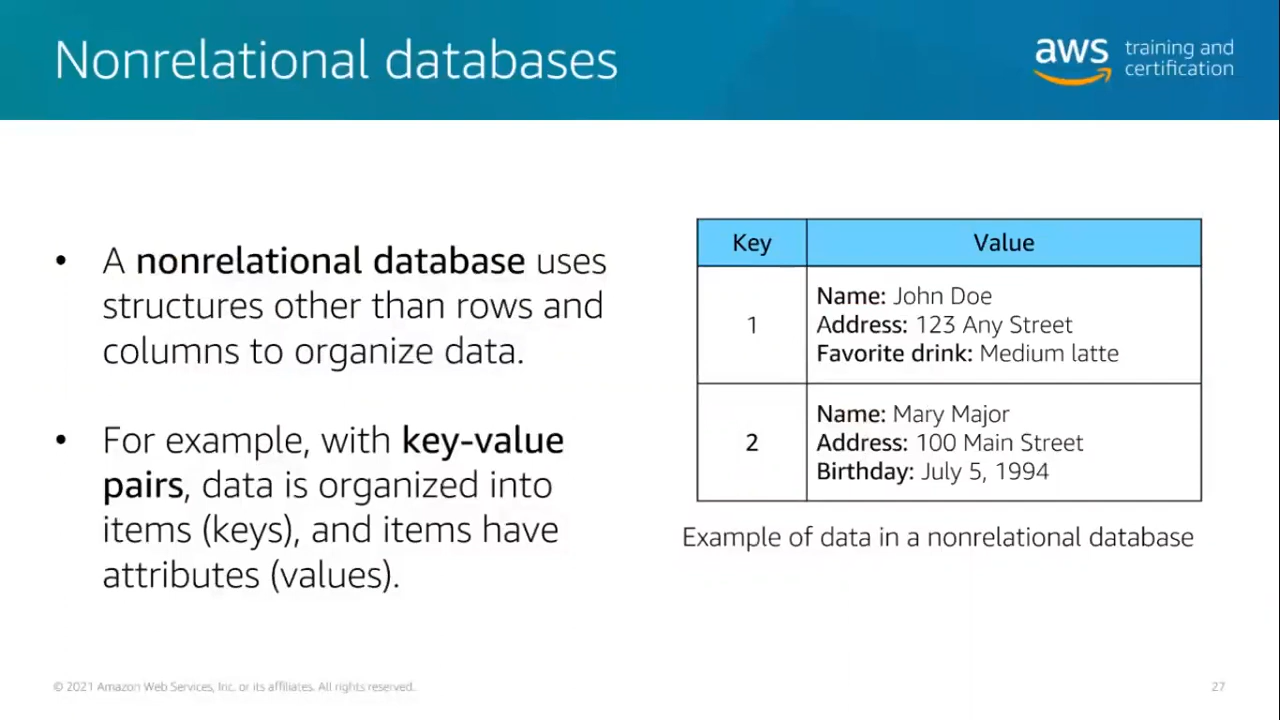 Nonrelational databases
aws training and
certification
• A nonrelational database uses
structures other than rows and
columns to organize data.
• For example, with key-value
pairs, data is organized into
items (keys), and items have
attributes (values).
Key Value
1
Name: John Doe
Address: 123 Any Street
Favorite drink: Medium latte
2
Name: Mary Major
Address: 100 Main Street
Birthday: July 5, 1994
Example of data in a nonrelational database
© 2021 Amazon Web Services, Inc. or its affiliates. All rights reserved.
27